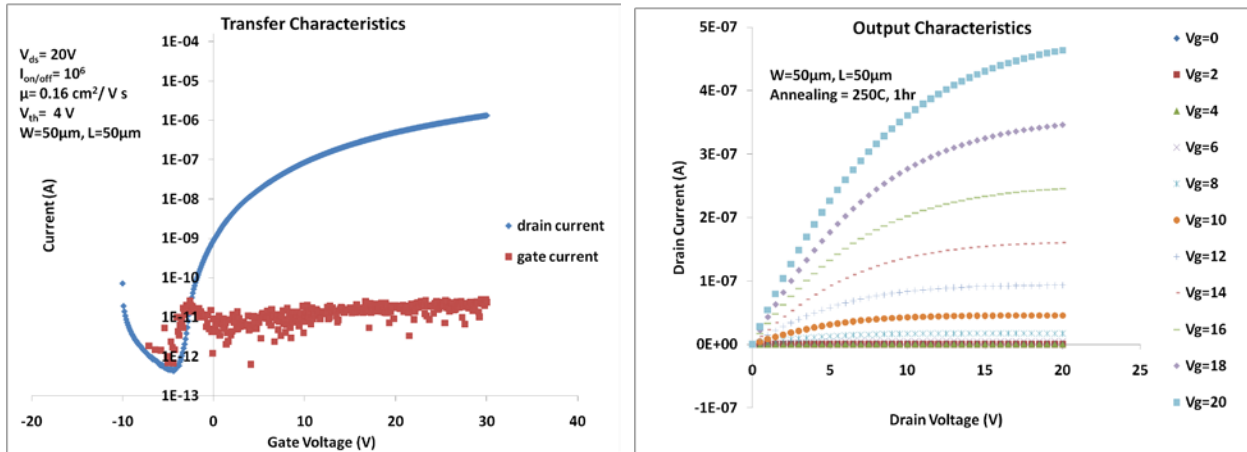 Transfer Characteristics
V_ds= 20V
I_on/off= 10^6
μ= 0.16 cm²/ V s
V_th= 4 V
W=50μm, L=50μm
1E-04
1E-05
1E-06
1E-07
1E-08
1E-09
1E-10
1E-11
1E-12
1E-13
Current (A)
drain current
gate current
-20
-10
0
10
20
30
40
Gate Voltage (V)
Output Characteristics
W=50μm, L=50μm
Annealing = 250C, 1hr
5E-07
4E-07
3E-07
2E-07
1E-07
0E+00
-1E-07
Drain Current (A)
0
5
10
15
20
25
Drain Voltage (V)
Vg=0
Vg=2
Vg=4
Vg=6
Vg=8
Vg=10
Vg=12
Vg=14
Vg=16
Vg=18
Vg=20